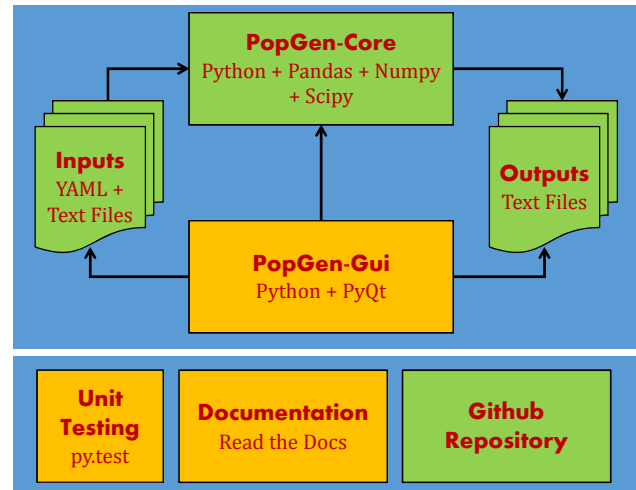 PopGen-Core
Python + Pandas + Numpy
+ Scipy
Inputs
YAML +
Text Files
Outputs
Text Files
PopGen-Gui
Python + PyQt
Unit
Testing
py.test
Documentation
Read the Docs
Github
Repository